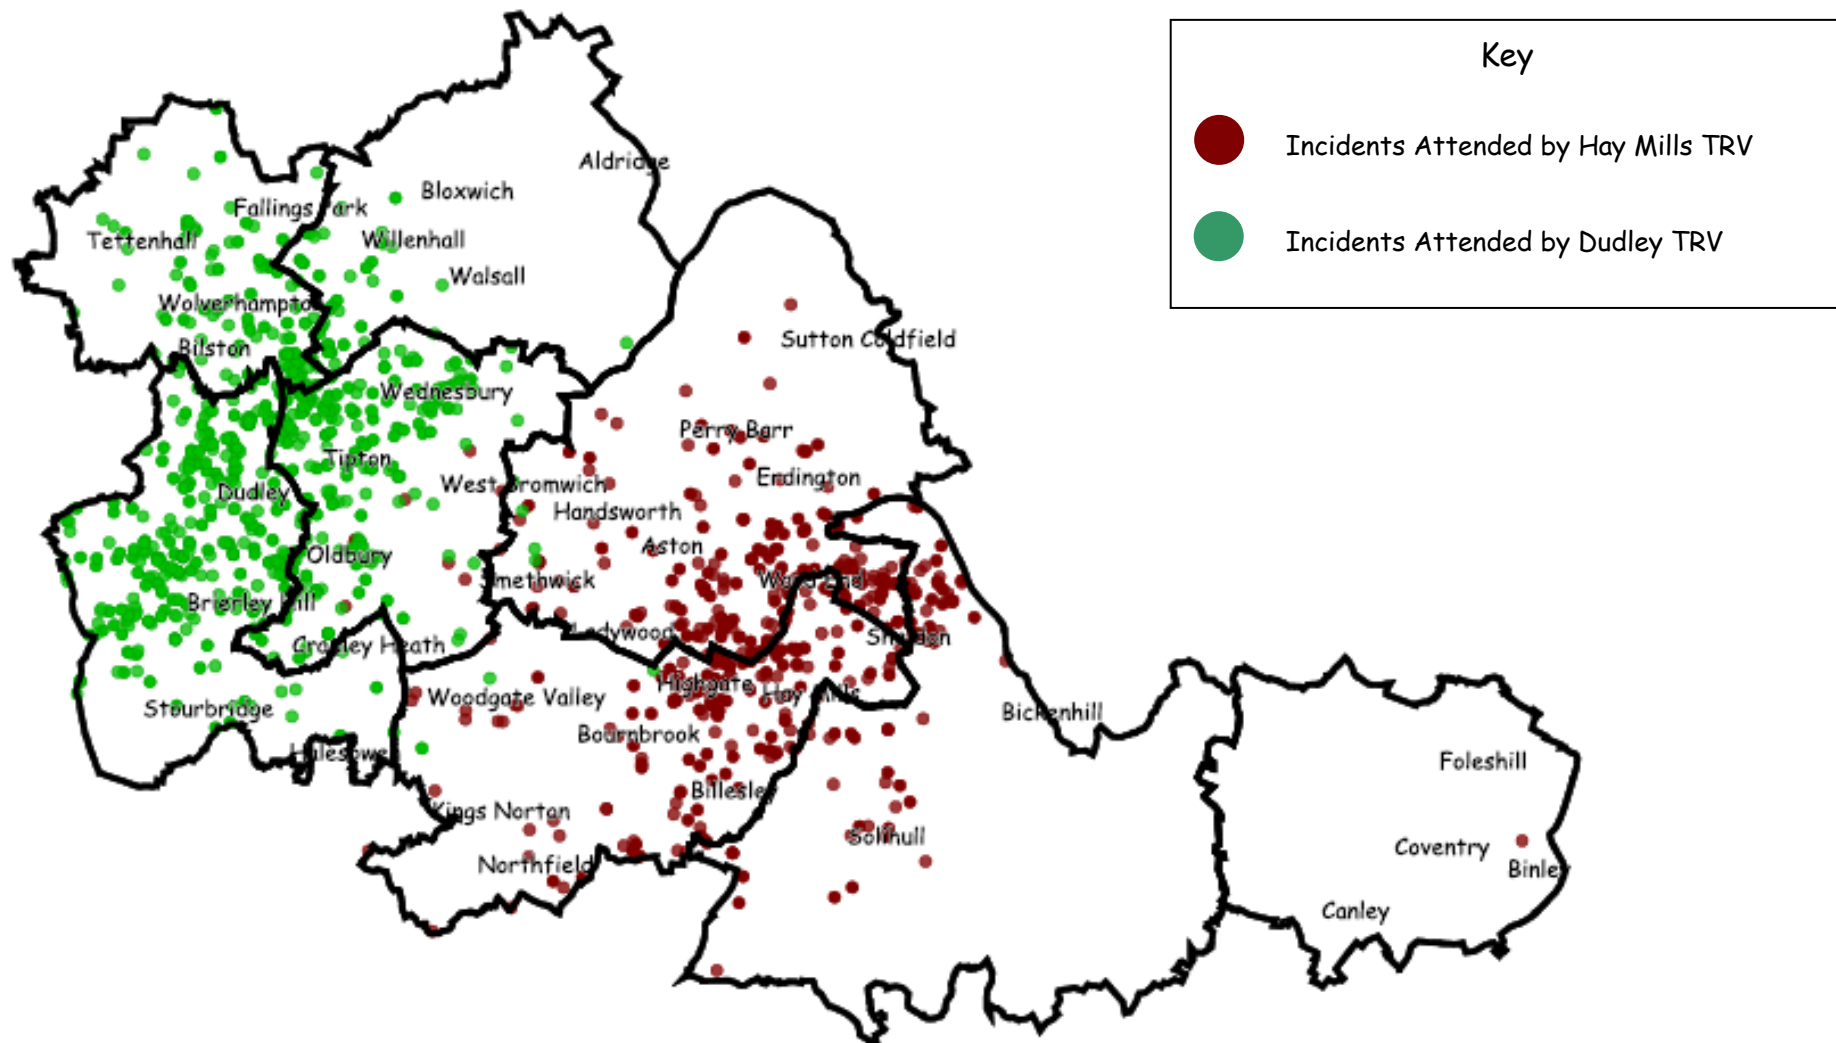 Key
Incidents Attended by Hay Mills TRV
Incidents Attended by Dudley TRV
Aldridge
Bloxwich
Fallings Park
Tettenhall
Willenhall
Walsall
Wolverhampton
Bilston
Sutton Coldfield
Wednesbury
Perry Barr
Tipton
Erdington
West Bromwich
Dudley
Handsworth
Aston
Oldbury
Smethwick
Ward End
Brierley Hill
Ladywood
Sheldon
Cradley Heath
Highgate
Hay Mills
Woodgate Valley
Stourbridge
Bickenhill
Bournbrook
Halesowen
Foleshill
Billesley
Kings Norton
Solihull
Coventry
Northfield
Binley
Canley